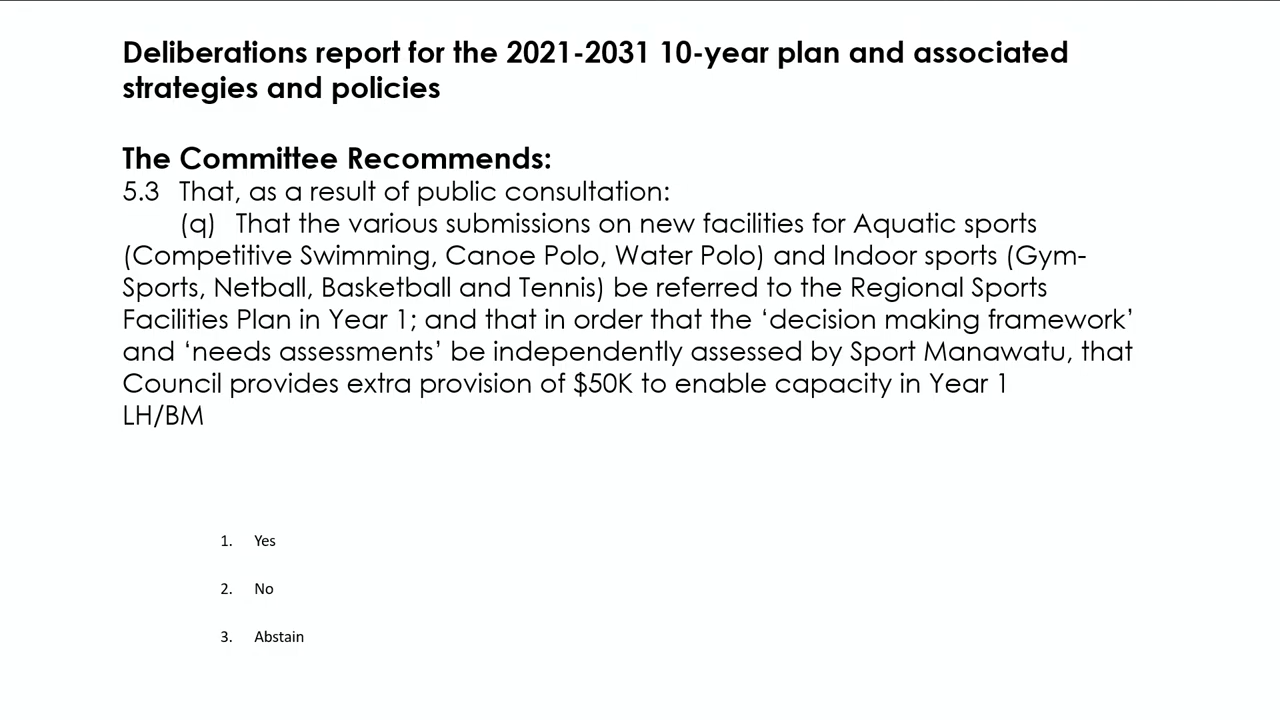 Deliberations report for the 2021-2031 10-year plan and associated
strategies and policies
The Committee Recommends:
5.3 That, as a result of public consultation:
(q) That the various submissions on new facilities for Aquatic sports
(Competitive Swimming, Canoe Polo, Water Polo) and Indoor sports (Gym-
Sports, Netball, Basketball and Tennis) be referred to the Regional Sports
Facilities Plan in Year 1; and that in order that the ‘decision making framework’
and ‘needs assessments’ be independently assessed by Sport Manawatu, that
Council provides extra provision of $50K to enable capacity in Year 1
LH/BM
1. Yes
2. No
3. Abstain